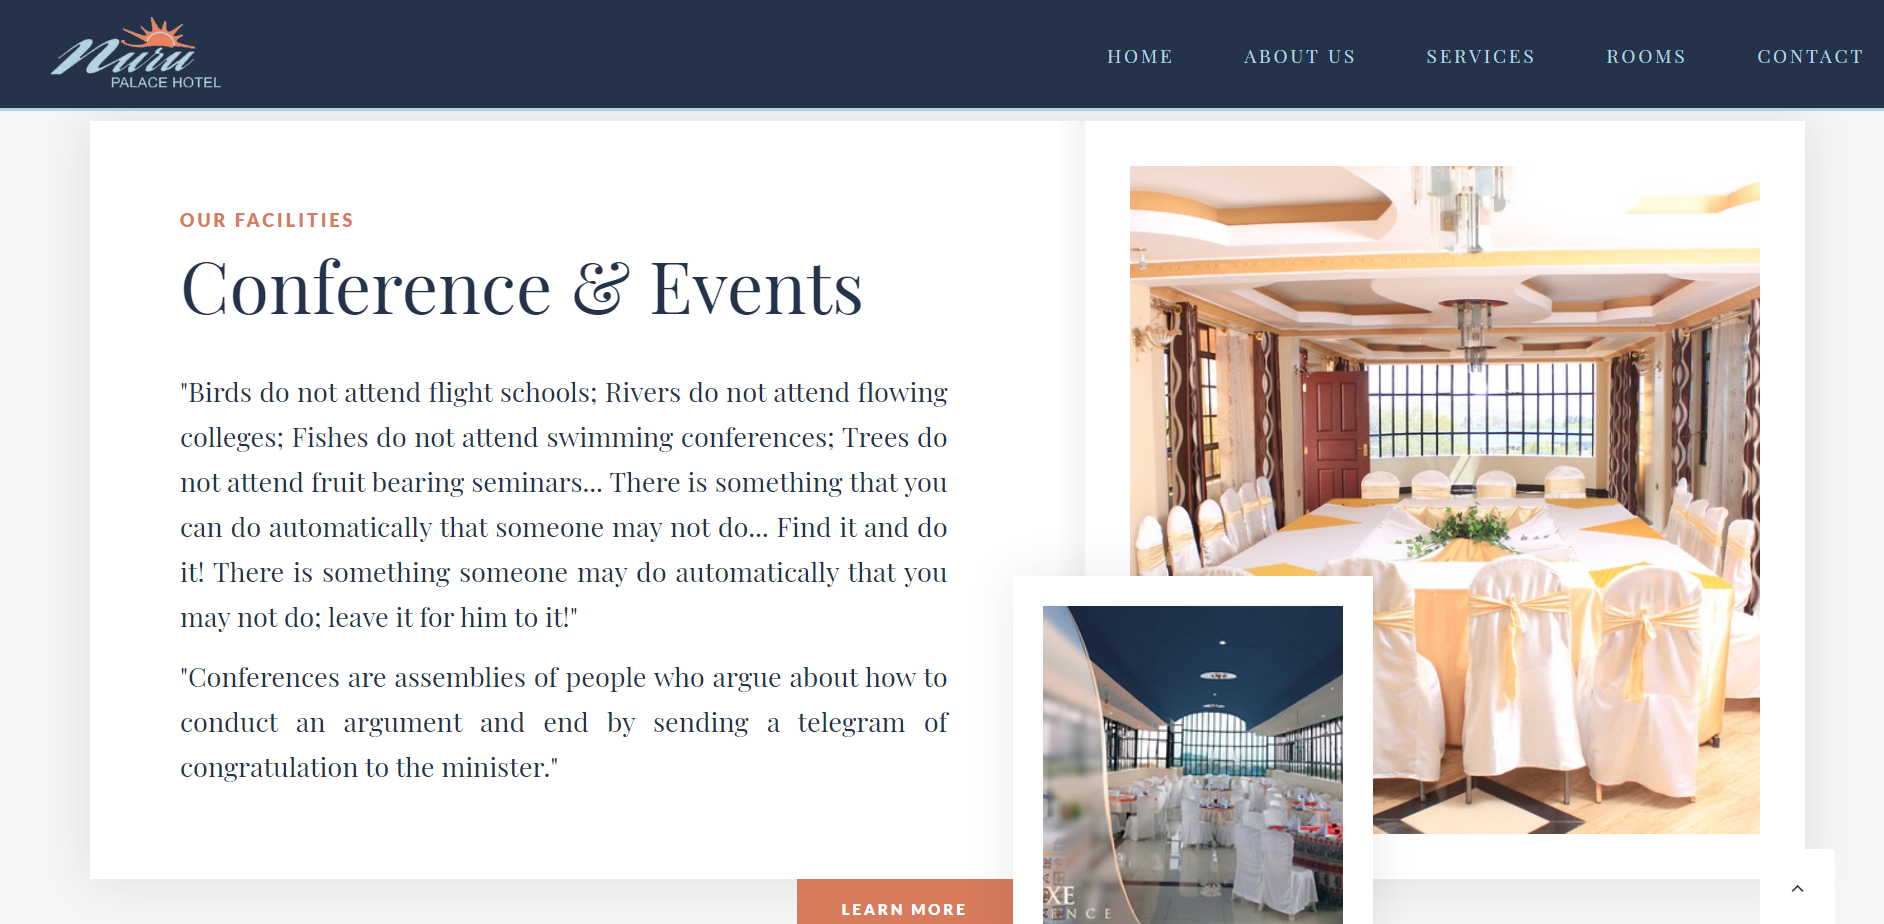 nuru
PALACE HOTEL
HOME ABOUT US SERVICES ROOMS CONTACT
OUR FACILITIES
Conference & Events
"Birds do not attend flight schools; Rivers do not attend flowing
colleges; Fishes do not attend swimming conferences; Trees do
not attend fruit bearing seminars... There is something that you
can do automatically that someone may not do... Find it and do
it! There is something someone may do automatically that you
may not do; leave it for him to it!"
"Conferences are assemblies of people who argue about how to
conduct an argument and end by sending a telegram of
congratulation to the minister."
LEARN MORE
XE
ENCE